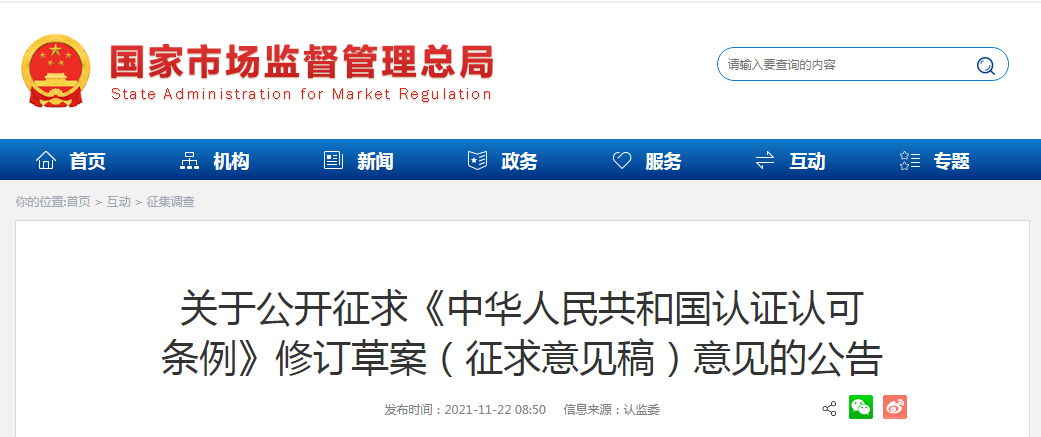 国家市场监督管理总局
State Administration for Market Regulation
请输入要查询的内容
首页 机构 新闻 政务 服务 互动 专题
你的位置:首页 > 互动 > 征集调查
关于公开征求《中华人民共和国认证认可
条例》修订草案（征求意见稿）意见的公告
发布时间：2021-11-22 08:50 信息来源：认监委